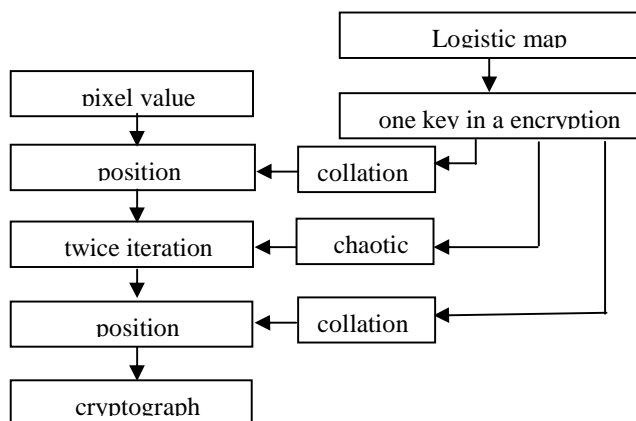 Logistic map
pixel value
one key in a encryption
position
collation
twice iteration
chaotic
position
collation
cryptograph